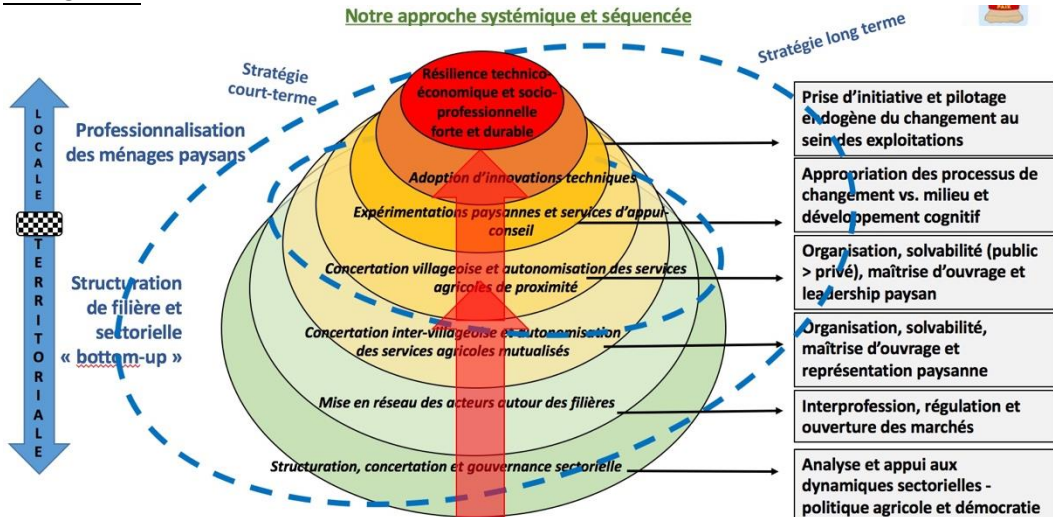 Notre approche systémique et séquencée
PAIX
Stratégie
court-terme
Stratégie long terme
LOCALE
TERRITORIALE
Professionnalisation
des ménages paysans
Structuration
de filière et
sectorielle
« bottom-up »
Résilience technico-
économique et socio-
professionnelle
forte et durable
Adoption d'innovations techniques
Expérimentations paysannes et services d'appui-
conseil
Concertation villageoise et autonomisation des services
agricoles de proximité
Concertation inter-villageoise et autonomisation
des services agricoles mutualisés
Mise en réseau des acteurs autour des filières
Structuration, concertation et gouvernance sectorielle
Prise d'initiative et pilotage
endogène du changement au
sein des exploitations
Appropriation des processus de
changement vs. milieu et
développement cognitif
Organisation, solvabilité (public
> privé), maîtrise d'ouvrage et
leadership paysan
Organisation, solvabilité,
maîtrise d'ouvrage et
représentation paysanne
Interprofession, régulation et
ouverture des marchés
Analyse et appui aux
dynamiques sectorielles -
politique agricole et démocratie